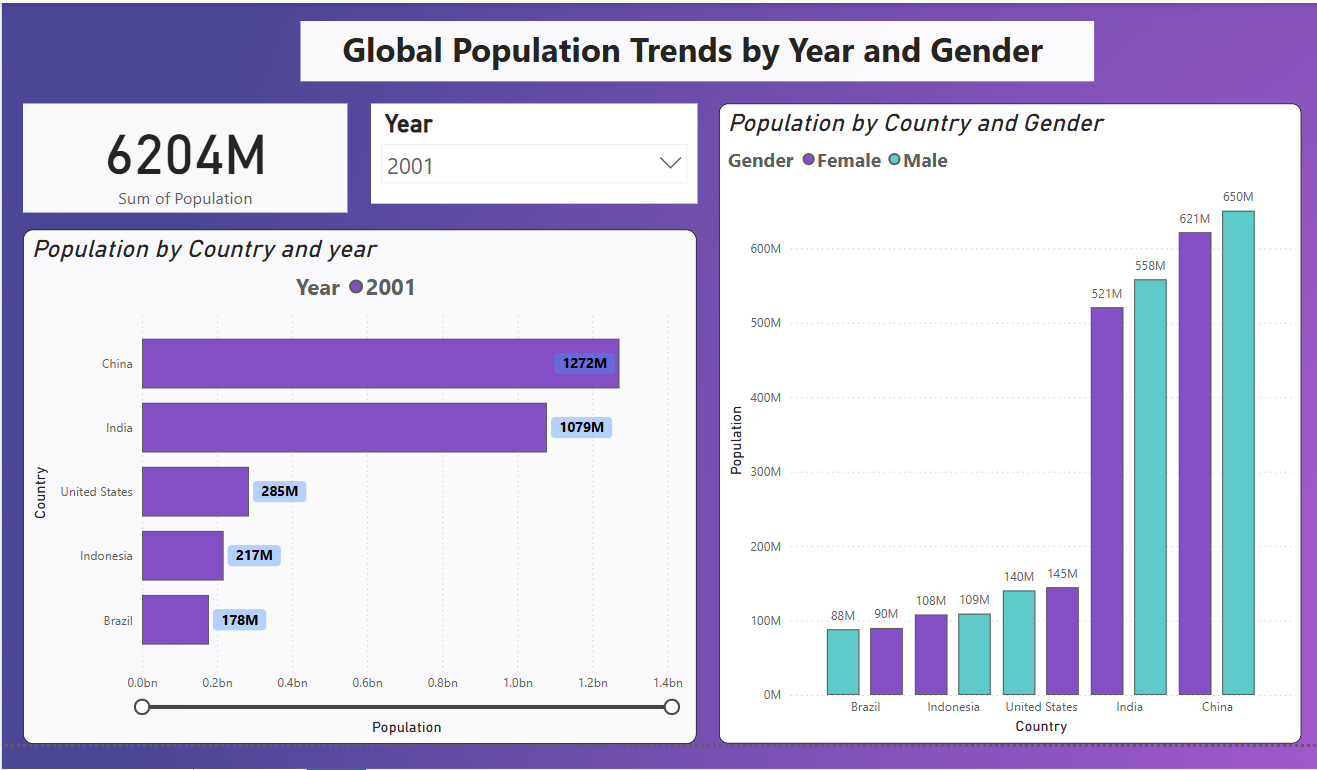 Global Population Trends by Year and Gender
6204M
Sum of Population
Year
2001
Population by Country and year
Year 2001
China
1272M
India
1079M
United States
285M
Indonesia
217M
Brazil
178M
Country
0.0bn 0.2bn 0.4bn 0.6bn 0.8bn 1.0bn 1.2bn 1.4bn
Population
Population by Country and Gender
Gender Female Male
600M
500M
400M
300M
200M
100M
0M
Population
88M 90M 108M 109M 140M 145M 521M 558M 621M 650M
Brazil Indonesia United States India China
Country